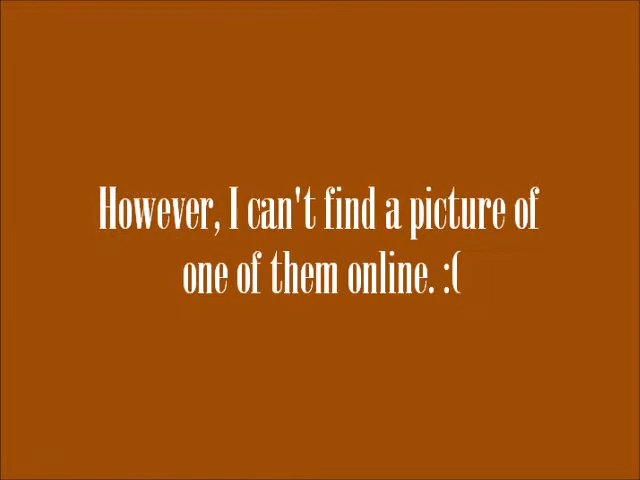 However, I can't find a picture of
one of them online. :(